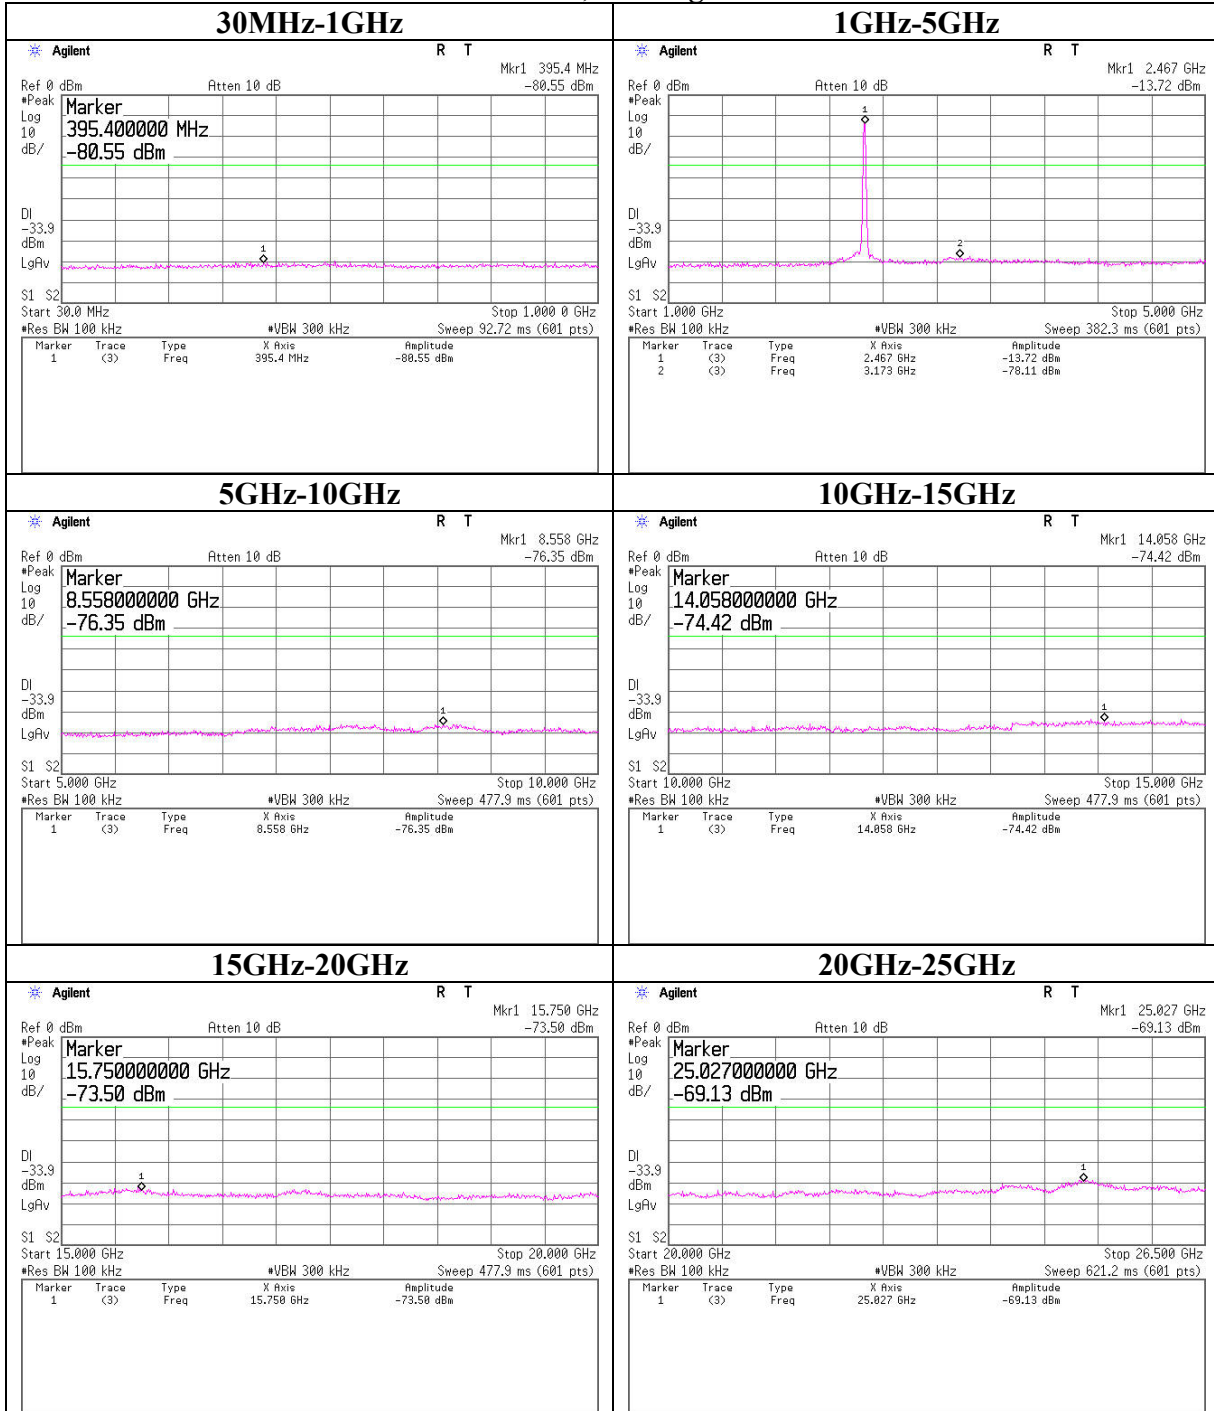 30MHz-1GHz
Agilent R T
Mkr1 395.4 MHz
Ref 0 dBm Atten 10 dB -80.55 dBm
#Peak
Log
10
dB/
Marker
395.400000 MHz
-80.55 dBm
DI
-33.9
dBm
LgAv
1
S1 S2
Start 30.0 MHz Stop 1.000 0 GHz
#Res BW 100 kHz #VBW 300 kHz Sweep 92.72 ms (601 pts)
Marker Trace Type X Axis Amplitude
1 (3) Freq 395.4 MHz -80.55 dBm
1GHz-5GHz
Agilent R T
Mkr1 2.467 GHz
Ref 0 dBm Atten 10 dB -13.72 dBm
#Peak
Log
10
dB/
1
DI
-33.9
dBm
LgAv
2
S1 S2
Start 1.000 GHz Stop 5.000 GHz
#Res BW 100 kHz #VBW 300 kHz Sweep 382.3 ms (601 pts)
Marker Trace Type X Axis Amplitude
1 (3) Freq 2.467 GHz -13.72 dBm
2 (3) Freq 3.173 GHz -78.11 dBm
5GHz-10GHz
Agilent R T
Mkr1 8.558 GHz
Ref 0 dBm Atten 10 dB -76.35 dBm
#Peak
Log
10
dB/
Marker
8.558000000 GHz
-76.35 dBm
DI
-33.9
dBm
LgAv
1
S1 S2
Start 5.000 GHz Stop 10.000 GHz
#Res BW 100 kHz #VBW 300 kHz Sweep 477.9 ms (601 pts)
Marker Trace Type X Axis Amplitude
1 (3) Freq 8.558 GHz -76.35 dBm
10GHz-15GHz
Agilent R T
Mkr1 14.058 GHz
Ref 0 dBm Atten 10 dB -74.42 dBm
#Peak
Log
10
dB/
Marker
14.058000000 GHz
-74.42 dBm
DI
-33.9
dBm
LgAv
1
S1 S2
Start 10.000 GHz Stop 15.000 GHz
#Res BW 100 kHz #VBW 300 kHz Sweep 477.9 ms (601 pts)
Marker Trace Type X Axis Amplitude
1 (3) Freq 14.058 GHz -74.42 dBm
15GHz-20GHz
Agilent R T
Mkr1 15.750 GHz
Ref 0 dBm Atten 10 dB -73.50 dBm
#Peak
Log
10
dB/
Marker
15.750000000 GHz
-73.50 dBm
DI
-33.9
dBm
LgAv
1
S1 S2
Start 15.000 GHz Stop 20.000 GHz
#Res BW 100 kHz #VBW 300 kHz Sweep 477.9 ms (601 pts)
Marker Trace Type X Axis Amplitude
1 (3) Freq 15.750 GHz -73.50 dBm
20GHz-25GHz
Agilent R T
Mkr1 25.027 GHz
Ref 0 dBm Atten 10 dB -69.13 dBm
#Peak
Log
10
dB/
Marker
25.027000000 GHz
-69.13 dBm
DI
-33.9
dBm
LgAv
1
S1 S2
Start 20.000 GHz Stop 26.500 GHz
#Res BW 100 kHz #VBW 300 kHz Sweep 621.2 ms (601 pts)
Marker Trace Type X Axis Amplitude
1 (3) Freq 25.027 GHz -69.13 dBm